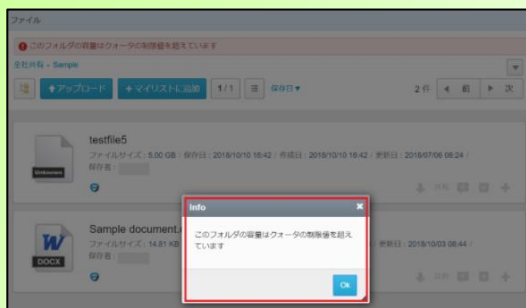 ファイル
このフォルダの容量はクォータの制限値を超えています
全社共有 - Sample
アップロード
+ マイリストに追加
1 / 1
保存日▼
2 件
前
次
testfile5
ファイルサイズ : 5.00 GB / 保存日 : 2018/10/10 16:42 / 作成日 : 2018/10/10 16:42 / 更新日 : 2018/07/06 09:24 /
保存者 :
Unknown
共有
Info
このフォルダの容量はクォータの制限値を超え
ています
Ok
Sample document.
ファイルサイズ : 14.81 KB
更新日 : 2018/10/03 08:44 /
保存者 :
W
DOCX
共有